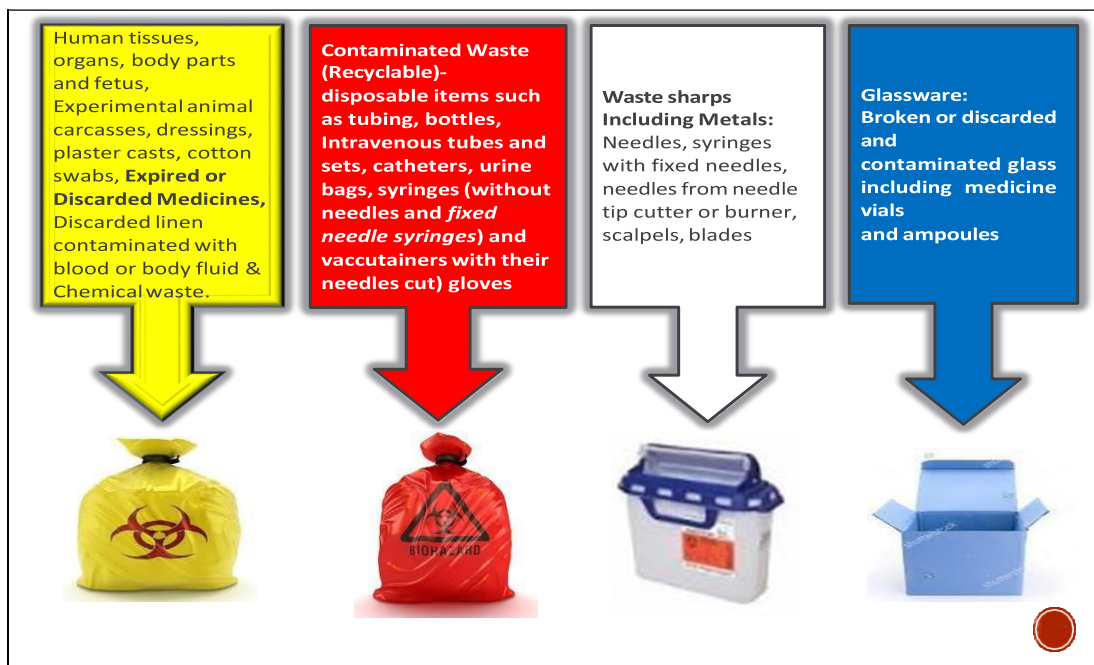 Human tissues,
organs, body parts
and fetus,
Experimental animal
carcasses, dressings,
plaster casts, cotton
swabs, Expired or
Discarded Medicines,
Discarded linen
contaminated with
blood or body fluid &
Chemical waste.
Contaminated Waste
(Recyclable)-
disposable items such
as tubing, bottles,
Intravenous tubes and
sets, catheters, urine
bags, syringes (without
needles and fixed
needle syringes) and
vaccutainers with their
needles cut) gloves
Waste sharps
Including Metals:
Needles, syringes
with fixed needles,
needles from needle
tip cutter or burner,
scalpels, blades
Glassware:
Broken or discarded
and
contaminated glass
including medicine
vials
and ampoules
BIOHAZARD